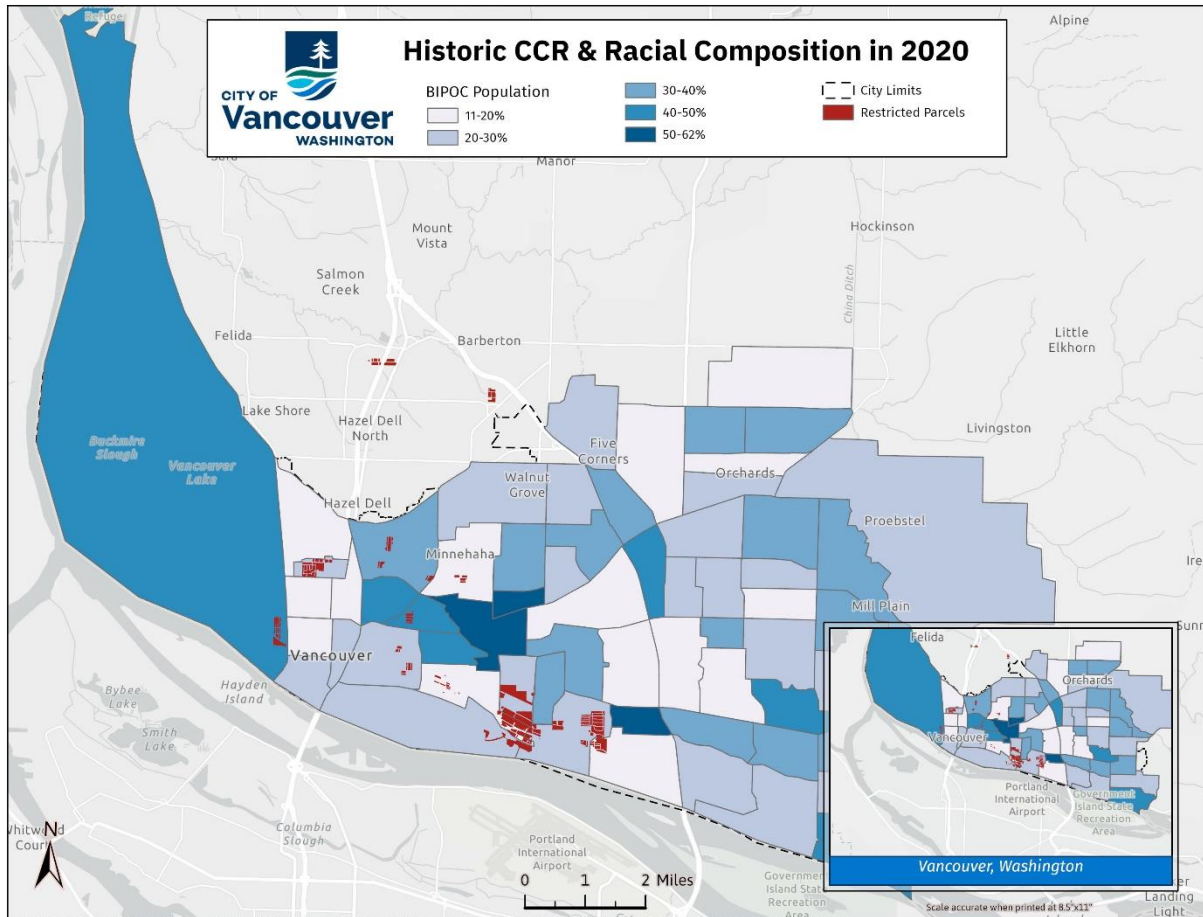 Refuge
Alpine
CITY OF
Vancouver
WASHINGTON
Historic CCR & Racial Composition in 2020
BIPOC Population
11-20%
20-30%
30-40%
40-50%
50-62%
City Limits
Restricted Parcels
Manor
Mount
Vista
Hockinson
Salmon
Creek
China Ditch
Felida
Barberton
Little
Elkhorn
Lake Shore
Hazel Dell
North
Livingston
Buckmire
Slough
Vancouver
Lake
Five
Corners
Walnut
Grove
Orchards
Hazel Dell
Proebstel
Minnehaha
Mill Plain
Vancouver
Hayden
Island
Bybee
Lake
Smith
Lake
Columbia
Slough
Whitwood
Court
N
Portland
International
Airport
0 1 2 Miles
Government
Island State
Recreation
Area
Felida
Orchards
Vancouver
Portland
International
Airport
Government
Island State
Recreation
Area
Vancouver, Washington
Landing
Light
Scale accurate when printed at 8.5"x11"